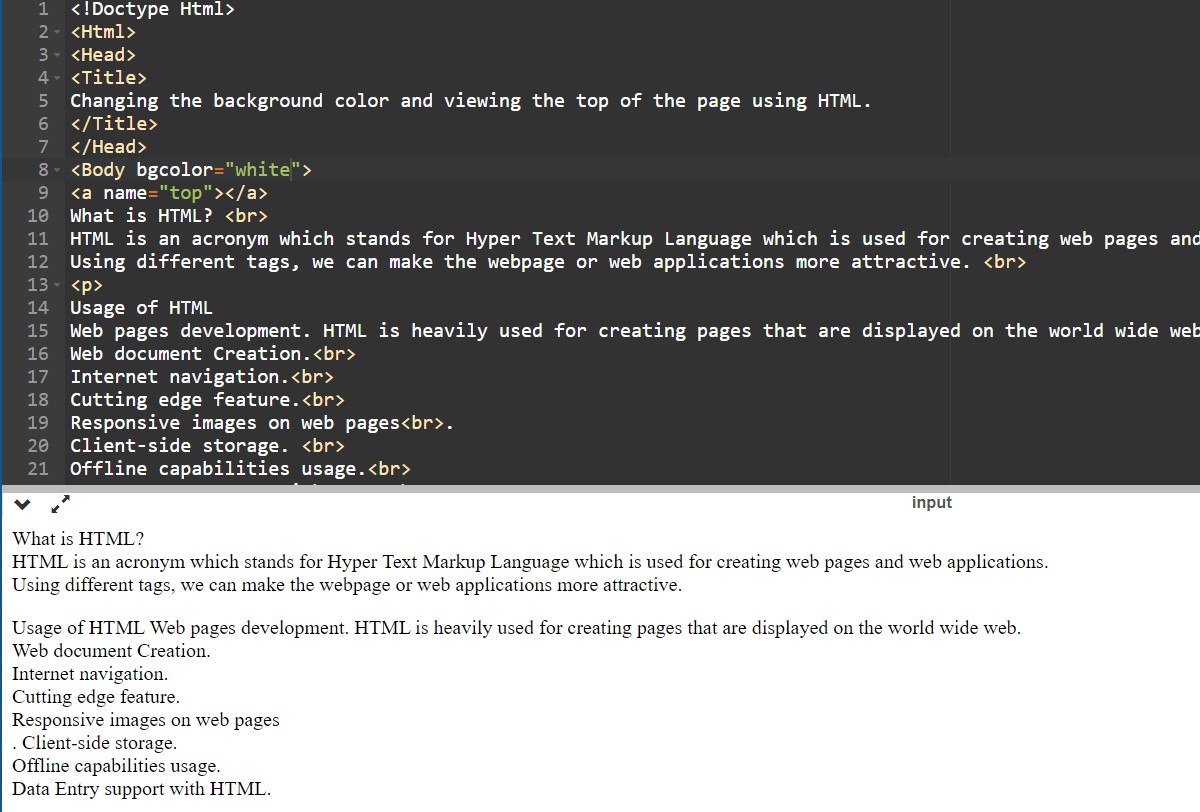 1 <!Doctype Html>
2 <Html>
3 <Head>
4 <Title>
5 Changing the background color and viewing the top of the page using HTML.
6 </Title>
7 </Head>
8 <Body bgcolor="white">
9 <a name="top"></a>
10 What is HTML? <br>
11 HTML is an acronym which stands for Hyper Text Markup Language which is used for creating web pages and
12 Using different tags, we can make the webpage or web applications more attractive. <br>
13 <p>
14 Usage of HTML
15 Web pages development. HTML is heavily used for creating pages that are displayed on the world wide web
16 Web document Creation.<br>
17 Internet navigation.<br>
18 Cutting edge feature.<br>
19 Responsive images on web pages<br>.
20 Client-side storage. <br>
21 Offline capabilities usage.<br>
input
What is HTML?
HTML is an acronym which stands for Hyper Text Markup Language which is used for creating web pages and web applications.
Using different tags, we can make the webpage or web applications more attractive.
Usage of HTML Web pages development. HTML is heavily used for creating pages that are displayed on the world wide web.
Web document Creation.
Internet navigation.
Cutting edge feature.
Responsive images on web pages
. Client-side storage.
Offline capabilities usage.
Data Entry support with HTML.